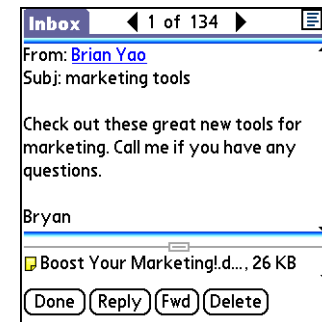 Inbox 1 of 134
From: Brian Yao
Subj: marketing tools
Check out these great new tools for
marketing. Call me if you have any
questions.
Bryan
Boost Your Marketing!.d..., 26 KB
Done Reply Fwd Delete